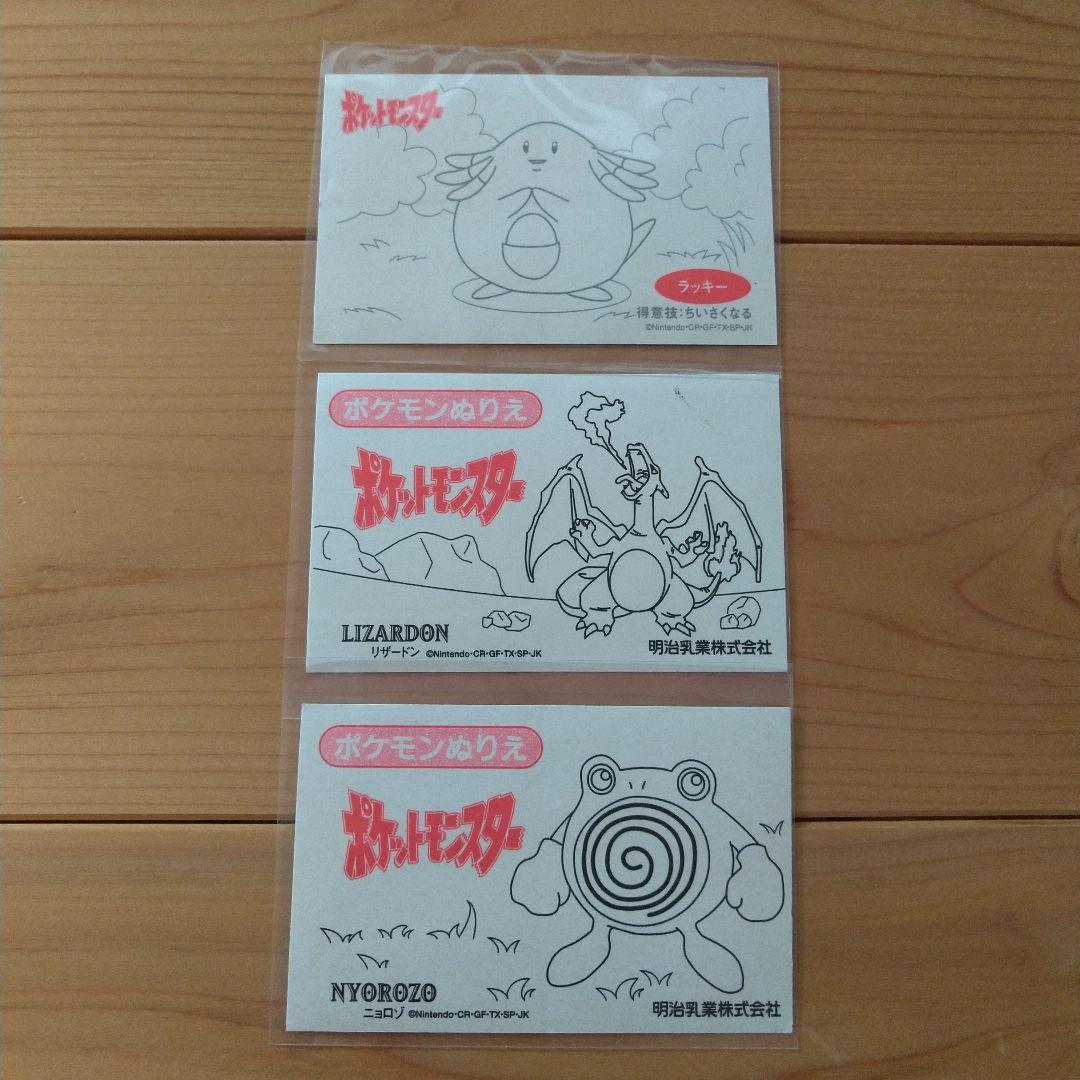 ポケットモンスター
ラッキー
得意技:ちいさくなる
©Nintendo・CR・GF・TX・SP・JK
ポケモンぬりえ
ポケットモンスター
LIZARDON
リザードン ©Nintendo・CR・GF・TX・SP・JK
明治乳業株式会社
ポケモンぬりえ
ポケットモンスター
NYOROZO
ニョロゾ ©Nintendo・CR・GF・TX・SP・JK
明治乳業株式会社